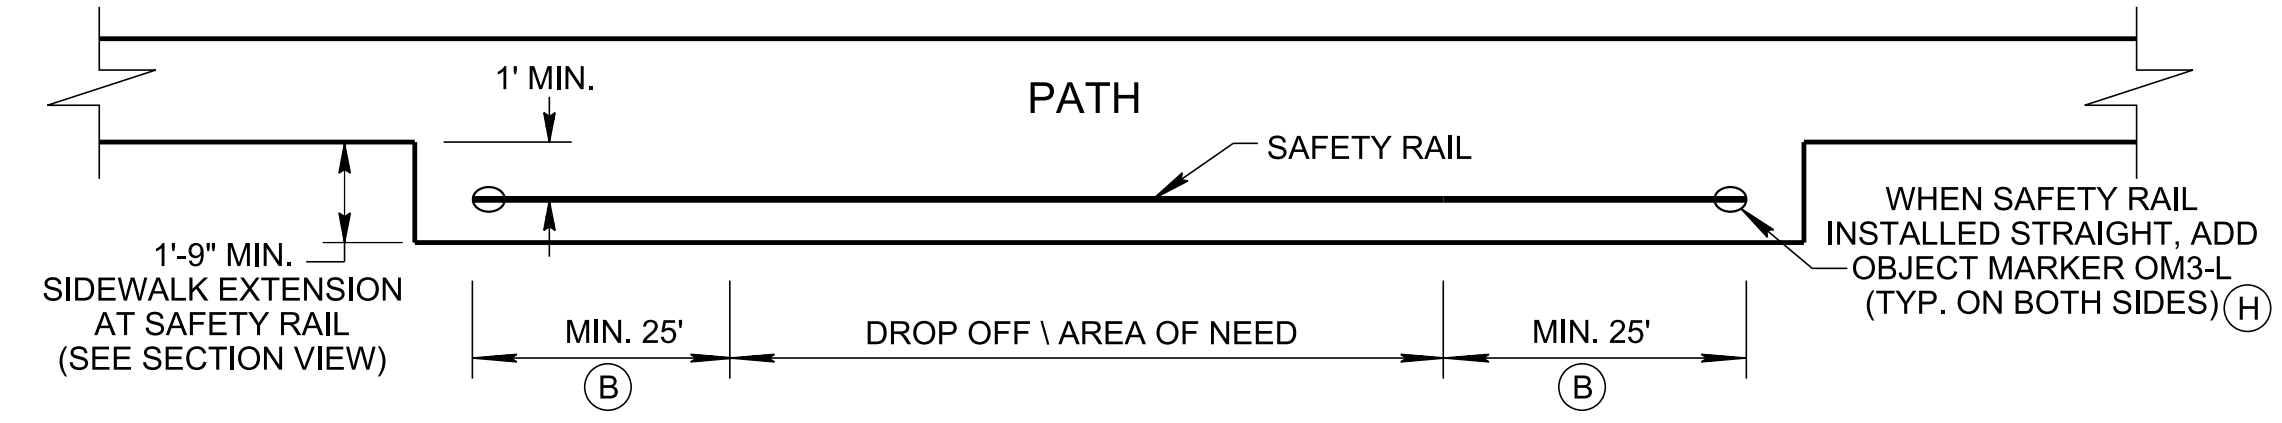 1' MIN.
PATH
SAFETY RAIL
1'-9" MIN.
SIDEWALK EXTENSION
AT SAFETY RAIL
(SEE SECTION VIEW)
WHEN SAFETY RAIL
INSTALLED STRAIGHT, ADD
OBJECT MARKER OM3-L
(TYP. ON BOTH SIDES) H
MIN. 25'
B
DROP OFF \ AREA OF NEED
MIN. 25'
B